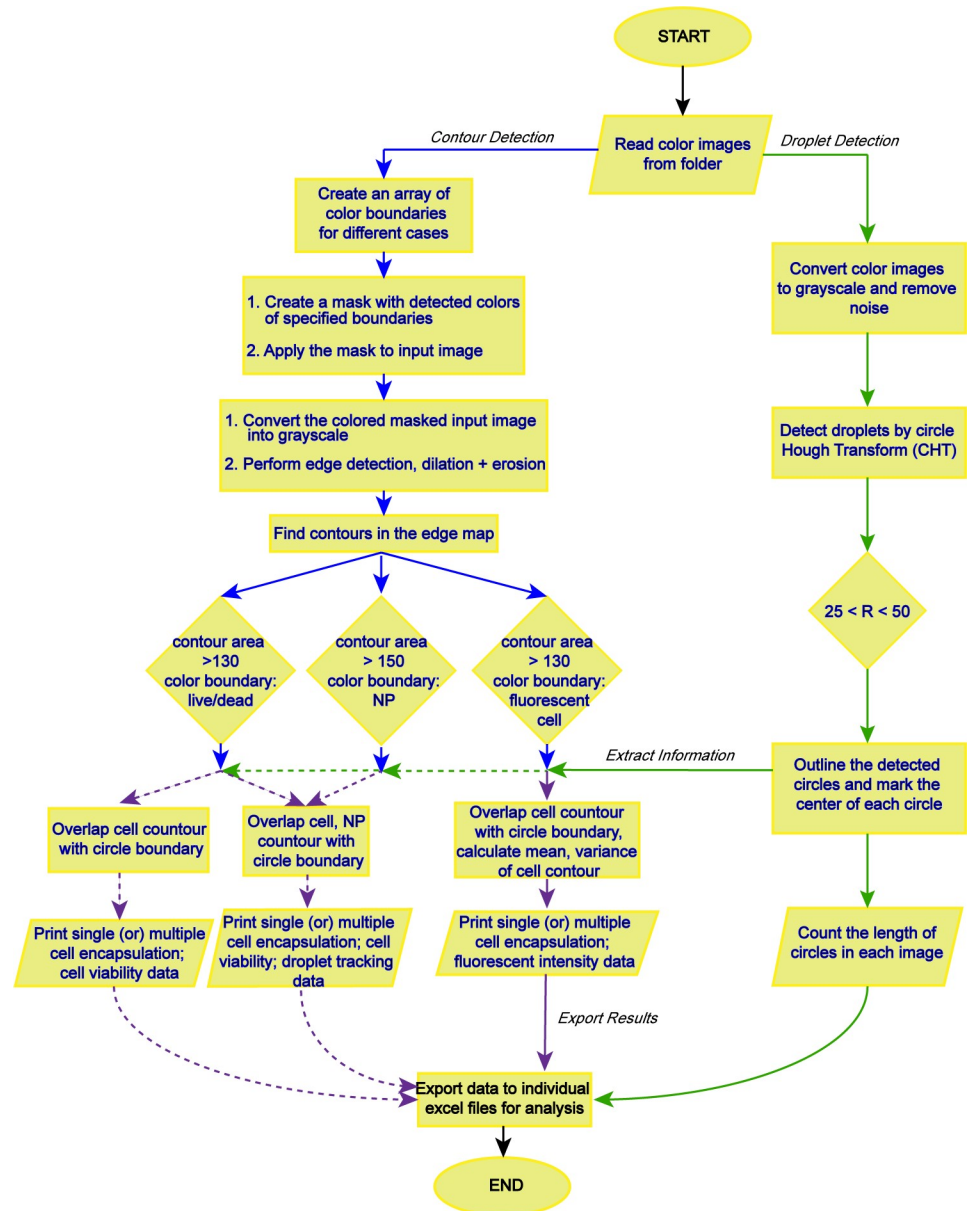 START
Contour Detection
Droplet Detection
Read color images
from folder
Create an array of
color boundaries
for different cases
1. Create a mask with detected colors
of specified boundaries
2. Apply the mask to input image
1. Convert the colored masked input image
into grayscale
2. Perform edge detection, dilation + erosion
Find contours in the edge map
Convert color images
to grayscale and remove
noise
Detect droplets by circle
Hough Transform (CHT)
25 < R < 50
contour area
>130
color boundary:
live/dead
contour area
> 150
color boundary:
NP
contour area
> 130
color boundary:
fluorescent
cell
Extract Information
Outline the detected
circles and mark the
center of each circle
Overlap cell countour
with circle boundary
Overlap cell, NP
countour with
circle boundary
Overlap cell countour
with circle boundary,
calculate mean, variance
of cell contour
Print single (or) multiple
cell encapsulation;
cell viability data
Print single (or) multiple
cell encapsulation; cell
viability; droplet tracking
data
Print single (or) multiple
cell encapsulation;
fluorescent intensity data
Count the length of
circles in each image
Export Results
Export data to individual
excel files for analysis
END